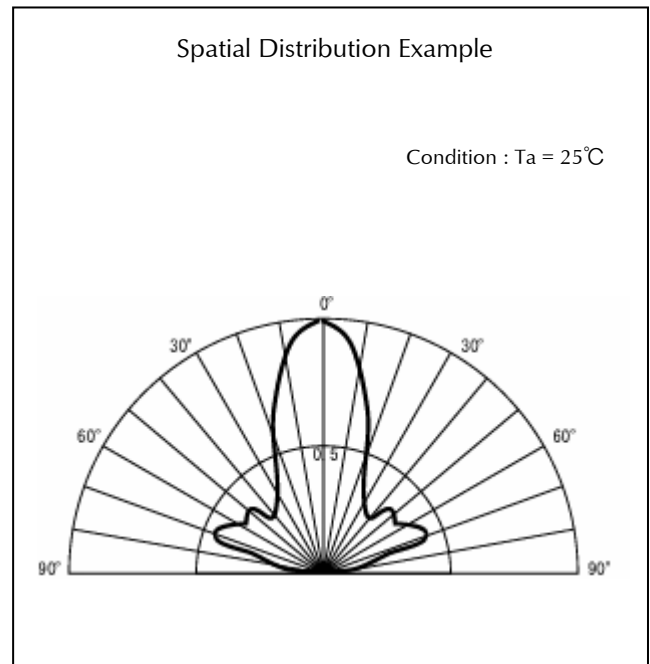 Spatial Distribution Example
Condition : Ta = 25℃
0°
30° 30°
60° 60°
0.5
90° 90°